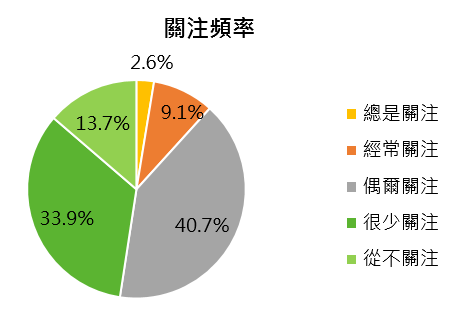 關注頻率
2.6%
9.1%
13.7%
33.9%
40.7%
總是關注
經常關注
偶爾關注
很少關注
從不關注